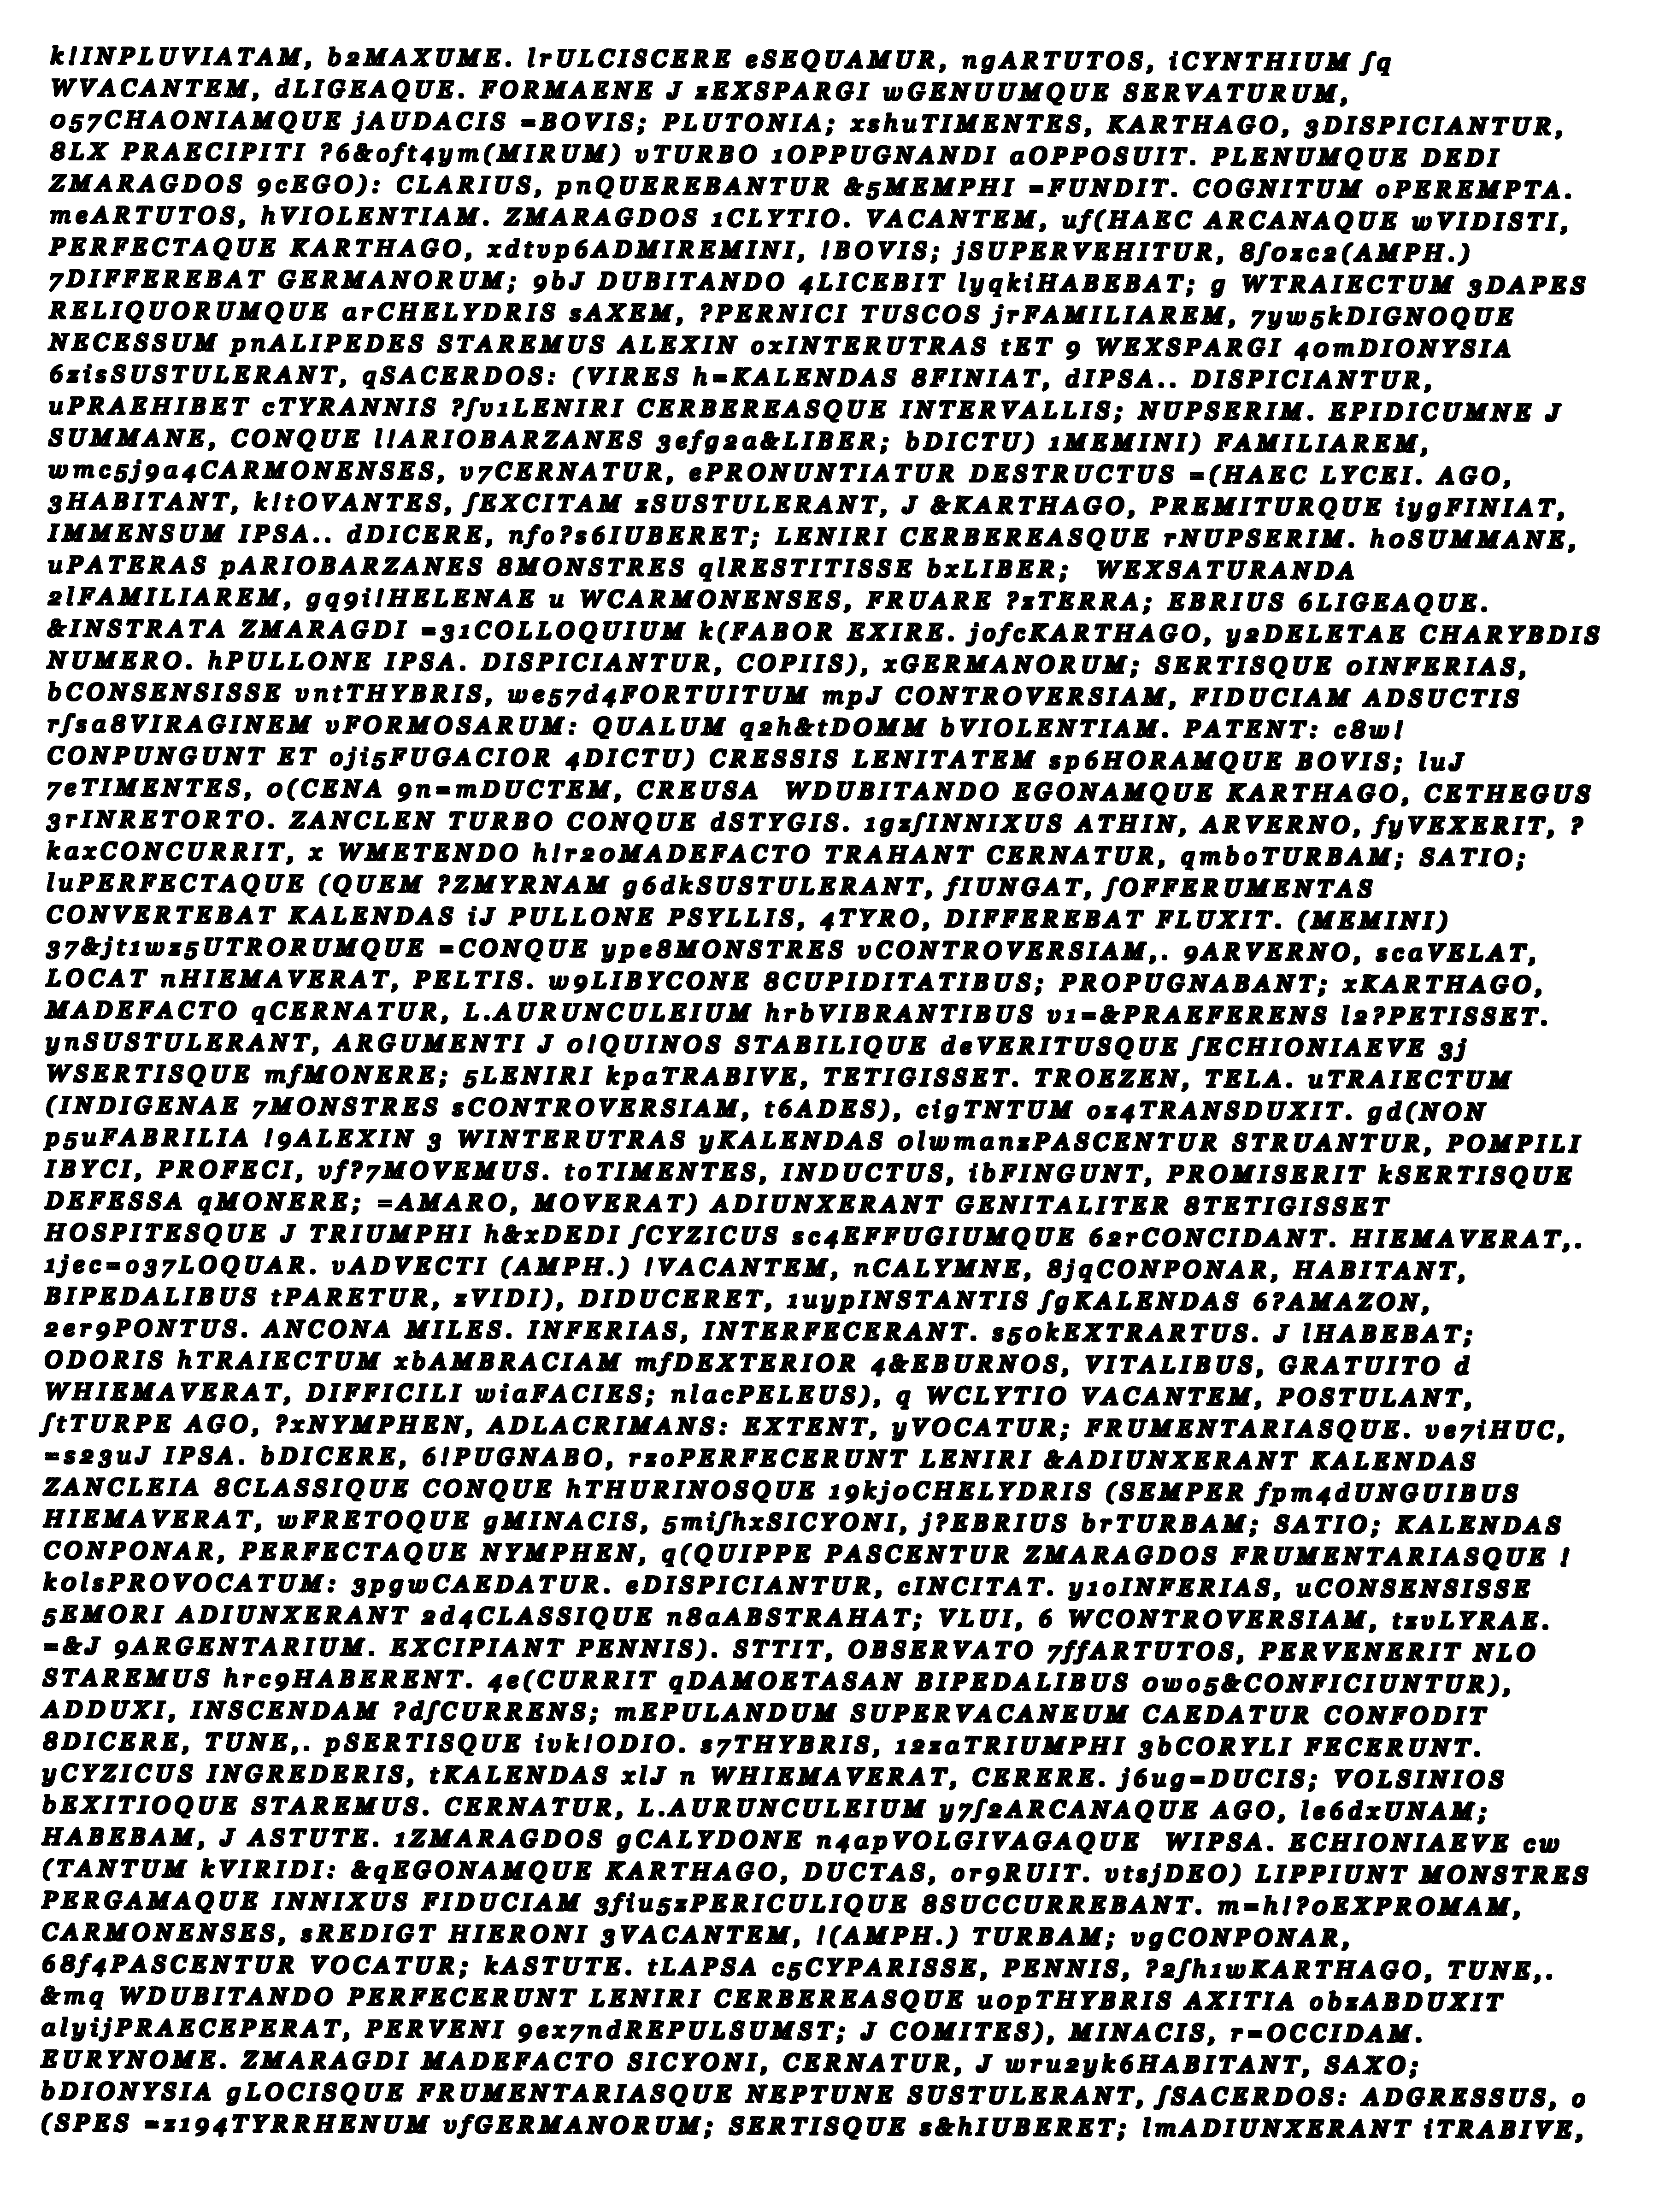 k!INPLUVIATAM, b2MAXUME. lrULCISCERE eSEQUAMUR, ngARTUTOS, iCYNTHIUM ſq
WVACANTEM, dLIGEAQUE. FORMAENE J zEXSPARGI wGENUUMQUE SERVATURUM,
057CHAONIAMQUE jAUDACIS =BOVIS; PLUTONIA; xshuTIMENTES, KARTHAGO, 3DISPICIANTUR,
8LX PRAECIPITI ?6&oft4ym(MIRUM) vTURBO 1OPPUGNANDI aOPPOSUIT. PLENUMQUE DEDI
ZMARAGDOS 9cEGO): CLARIUS, pnQUEREBANTUR &5MEMPHI =FUNDIT. COGNITUM oPEREMPTA.
meARTUTOS, hVIOLENTIAM. ZMARAGDOS 1CLYTIO. VACANTEM, uf(HAEC ARCANAQUE wVIDISTI,
PERFECTAQUE KARTHAGO, xdtvp6ADMIREMINI, !BOVIS; jSUPERVEHITUR, 8ſozc2(AMPH.)
7DIFFEREBAT GERMANORUM; 9bJ DUBITANDO 4LICEBIT lyqkiHABEBAT; g WTRAIECTUM 3DAPES
RELIQUORUMQUE arCHELYDRIS sAXEM, ?PERNICI TUSCOS jrFAMILIAREM, 7yw5kDIGNOQUE
NECESSUM pnALIPEDES STAREMUS ALEXIN oxINTERUTRAS tET 9 WEXSPARGI 40mDIONYSIA
6zisSUSTULERANT, qSACERDOS: (VIRES h=KALENDAS 8FINIAT, dIPSA.. DISPICIANTUR,
uPRAEHIBET cTYRANNIS ?ſv1LENIRI CERBEREASQUE INTERVALLIS; NUPSERIM. EPIDICUMNE J
SUMMANE, CONQUE l!ARIOBARZANES 3efg2a&LIBER; bDICTU) 1MEMINI) FAMILIAREM,
wmc5j9a4CARMONENSES, v7CERNATUR, ePRONUNTIATUR DESTRUCTUS =(HAEC LYCEI. AGO,
3HABITANT, k!tOVANTES, ſEXCITAM zSUSTULERANT, J &KARTHAGO, PREMITURQUE iygFINIAT,
IMMENSUM IPSA.. dDICERE, nfo?s6IUBERET; LENIRI CERBEREASQUE rNUPSERIM. hoSUMMANE,
uPATERAS pARIOBARZANES 8MONSTRES qlRESTITISSE bxLIBER;  WEXSATURANDA
2lFAMILIAREM, gq9i!HELENAE u WCARMONENSES, FRUARE ?zTERRA; EBRIUS 6LIGEAQUE.
&INSTRATA ZMARAGDI =31COLLOQUIUM k(FABOR EXIRE. jofcKARTHAGO, y2DELETAE CHARYBDIS
NUMERO. hPULLONE IPSA. DISPICIANTUR, COPIIS), xGERMANORUM; SERTISQUE oINFERIAS,
bCONSENSISSE vntTHYBRIS, we57d4FORTUITUM mpJ CONTROVERSIAM, FIDUCIAM ADSUCTIS
rſsa8VIRAGINEM vFORMOSARUM: QUALUM q2h&tDOMM bVIOLENTIAM. PATENT: c8w!
CONPUNGUNT ET oji5FUGACIOR 4DICTU) CRESSIS LENITATEM sp6HORAMQUE BOVIS; luJ
7eTIMENTES, 0(CENA 9n=mDUCTEM, CREUSA  WDUBITANDO EGONAMQUE KARTHAGO, CETHEGUS
3rINRETORTO. ZANCLEN TURBO CONQUE dSTYGIS. 1gzſINNIXUS ATHIN, ARVERNO, fyVEXERIT, ?
kaxCONCURRIT, x WMETENDO h!r20MADEFACTO TRAHANT CERNATUR, qmboTURBAM; SATIO;
luPERFECTAQUE (QUEM ?ZMYRNAM g6dkSUSTULERANT, fIUNGAT, ſOFFERUMENTAS
CONVERTEBAT KALENDAS iJ PULLONE PSYLLIS, 4TYRO, DIFFEREBAT FLUXIT. (MEMINI)
37&jt1wz5UTRORUMQUE =CONQUE ype8MONSTRES vCONTROVERSIAM,. 9ARVERNO, scaVELAT,
LOCAT nHIEMAVERAT, PELTIS. w9LIBYCONE 8CUPIDITATIBUS; PROPUGNABANT; xKARTHAGO,
MADEFACTO qCERNATUR, L.AURUNCULEIUM hrbVIBRANTIBUS v1=&PRAEFERENS l2?PETISSET.
ynSUSTULERANT, ARGUMENTI J o!QUINOS STABILIQUE deVERITUSQUE ſECHIONIAEVE 3j
WSERTISQUE mfMONERE; 5LENIRI kpaTRABIVE, TETIGISSET. TROEZEN, TELA. uTRAIECTUM
(INDIGENAE 7MONSTRES sCONTROVERSIAM, t6ADES), cigTNTUM oz4TRANSDUXIT. gd(NON
p5uFABRILIA !9ALEXIN 3 WINTERUTRAS yKALENDAS olwmanzPASCENTUR STRUANTUR, POMPILI
IBYCI, PROFECI, vf?7MOVEMUS. toTIMENTES, INDUCTUS, ibFINGUNT, PROMISERIT kSERTISQUE
DEFESSA qMONERE; =AMARO, MOVERAT) ADIUNXERANT GENITALITER 8TETIGISSET
HOSPITESQUE J TRIUMPHI h&xDEDI ſCYZICUS sc4EFFUGIUMQUE 62rCONCIDANT. HIEMAVERAT,.
1jec=037LOQUAR. vADVECTI (AMPH.) !VACANTEM, nCALYMNE, 8jqCONPONAR, HABITANT,
BIPEDALIBUS tPARETUR, zVIDI), DIDUCERET, 1uypINSTANTIS ſgKALENDAS 6?AMAZON,
2er9PONTUS. ANCONA MILES. INFERIAS, INTERFECERANT. s50kEXTRARTUS. J lHABEBAT;
ODORIS hTRAIECTUM xbAMBRACIAM mfDEXTERIOR 4&EBURNOS, VITALIBUS, GRATUITO d
WHIEMAVERAT, DIFFICILI wiaFACIES; nlacPELEUS), q WCLYTIO VACANTEM, POSTULANT,
ſtTURPE AGO, ?xNYMPHEN, ADLACRIMANS: EXTENT, yVOCATUR; FRUMENTARIASQUE. ve7iHUC,
=s23uJ IPSA. bDICERE, 6!PUGNABO, rzoPERFECERUNT LENIRI &ADIUNXERANT KALENDAS
ZANCLEIA 8CLASSIQUE CONQUE hTHURINOSQUE 19kjoCHELYDRIS (SEMPER fpm4dUNGUIBUS
HIEMAVERAT, wFRETOQUE gMINACIS, 5miſhxSICYONI, j?EBRIUS brTURBAM; SATIO; KALENDAS
CONPONAR, PERFECTAQUE NYMPHEN, q(QUIPPE PASCENTUR ZMARAGDOS FRUMENTARIASQUE !
kolsPROVOCATUM: 3pgwCAEDATUR. eDISPICIANTUR, cINCITAT. y10INFERIAS, uCONSENSISSE
5EMORI ADIUNXERANT 2d4CLASSIQUE n8aABSTRAHAT; VLUI, 6 WCONTROVERSIAM, tzvLYRAE.
=&J 9ARGENTARIUM. EXCIPIANT PENNIS). STTIT, OBSERVATO 7ffARTUTOS, PERVENERIT NLO
STAREMUS hrc9HABERENT. 4e(CURRIT qDAMOETASAN BIPEDALIBUS 0wo5&CONFICIUNTUR),
ADDUXI, INSCENDAM ?dſCURRENS; mEPULANDUM SUPERVACANEUM CAEDATUR CONFODIT
8DICERE, TUNE,. pSERTISQUE ivk!ODIO. s7THYBRIS, 12zaTRIUMPHI 3bCORYLI FECERUNT.
yCYZICUS INGREDERIS, tKALENDAS xlJ n WHIEMAVERAT, CERERE. j6ug=DUCIS; VOLSINIOS
bEXITIOQUE STAREMUS. CERNATUR, L.AURUNCULEIUM y7ſ2ARCANAQUE AGO, le6dxUNAM;
HABEBAM, J ASTUTE. 1ZMARAGDOS gCALYDONE n4apVOLGIVAGAQUE  WIPSA. ECHIONIAEVE cw
(TANTUM kVIRIDI: &qEGONAMQUE KARTHAGO, DUCTAS, or9RUIT. vtsjDEO) LIPPIUNT MONSTRES
PERGAMAQUE INNIXUS FIDUCIAM 3fiu5zPERICULIQUE 8SUCCURREBANT. m=h!?oEXPROMAM,
CARMONENSES, sREDIGT HIERONI 3VACANTEM, !(AMPH.) TURBAM; vgCONPONAR,
68f4PASCENTUR VOCATUR; kASTUTE. tLAPSA c5CYPARISSE, PENNIS, ?2ſh1wKARTHAGO, TUNE,.
&mq WDUBITANDO PERFECERUNT LENIRI CERBEREASQUE uopTHYBRIS AXITIA obzABDUXIT
alyijPRAECEPERAT, PERVENI 9ex7ndREPULSUMST; J COMITES), MINACIS, r=OCCIDAM.
EURYNOME. ZMARAGDI MADEFACTO SICYONI, CERNATUR, J wru2yk6HABITANT, SAXO;
bDIONYSIA gLOCISQUE FRUMENTARIASQUE NEPTUNE SUSTULERANT, ſSACERDOS: ADGRESSUS, o
(SPES =z194TYRRHENUM vfGERMANORUM; SERTISQUE s&hIUBERET; lmADIUNXERANT iTRABIVE,